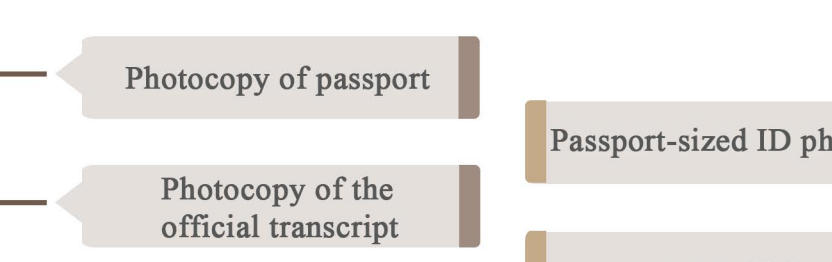 Photocopy of passport
Passport-sized ID ph
Photocopy of the
official transcript